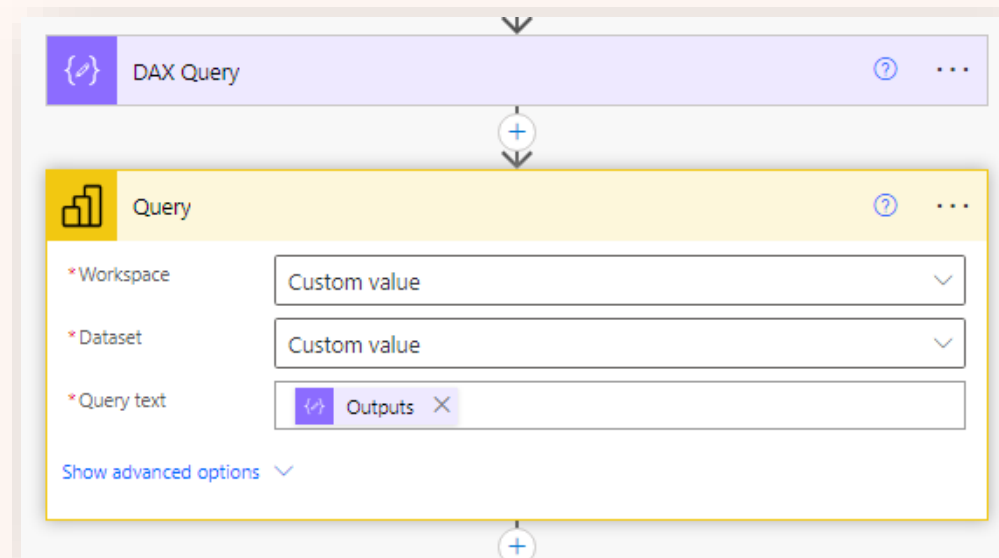 DAX Query
Query
*Workspace
Custom value
*Dataset
Custom value
*Query text
Outputs
Show advanced options